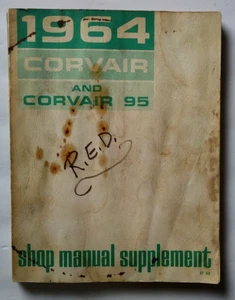 1964
CORVAIR
AND
CORVAIR 95
R.E.D.
shop manual supplement